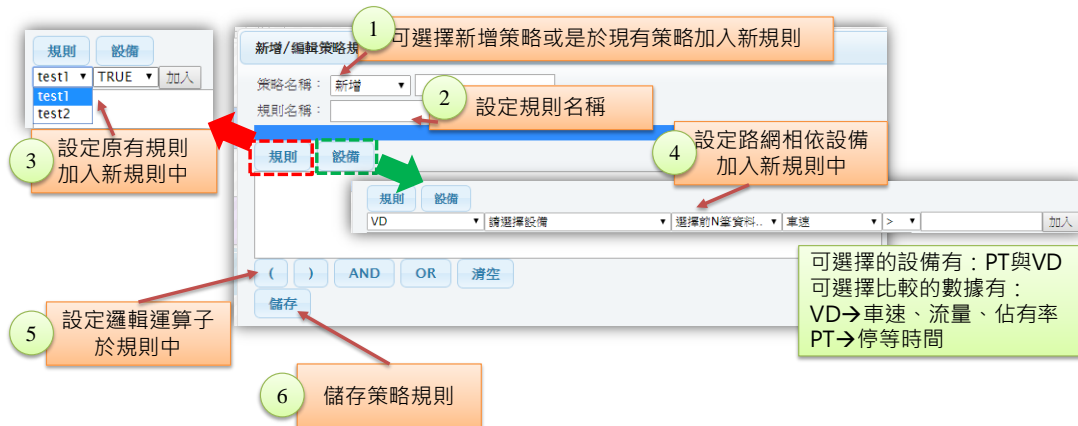 1
可選擇新增策略或是於現有策略加入新規則
規則 設備
test1 TRUE 加入
test1
test2
3
設定原有規則
加入新規則中
新增/編輯策略規
策略名稱： 新增
規則名稱：
2
設定規則名稱
規則 設備
4
設定路網相依設備
加入新規則中
規則 設備
VD 請選擇設備 選擇前N筆資料.. 車速 > 加入
( ) AND OR 清空
儲存
可選擇的設備有：PT與VD
可選擇比較的數據有：
VD→車速、流量、佔有率
PT→停等時間
5
設定邏輯運算子
於規則中
6
儲存策略規則